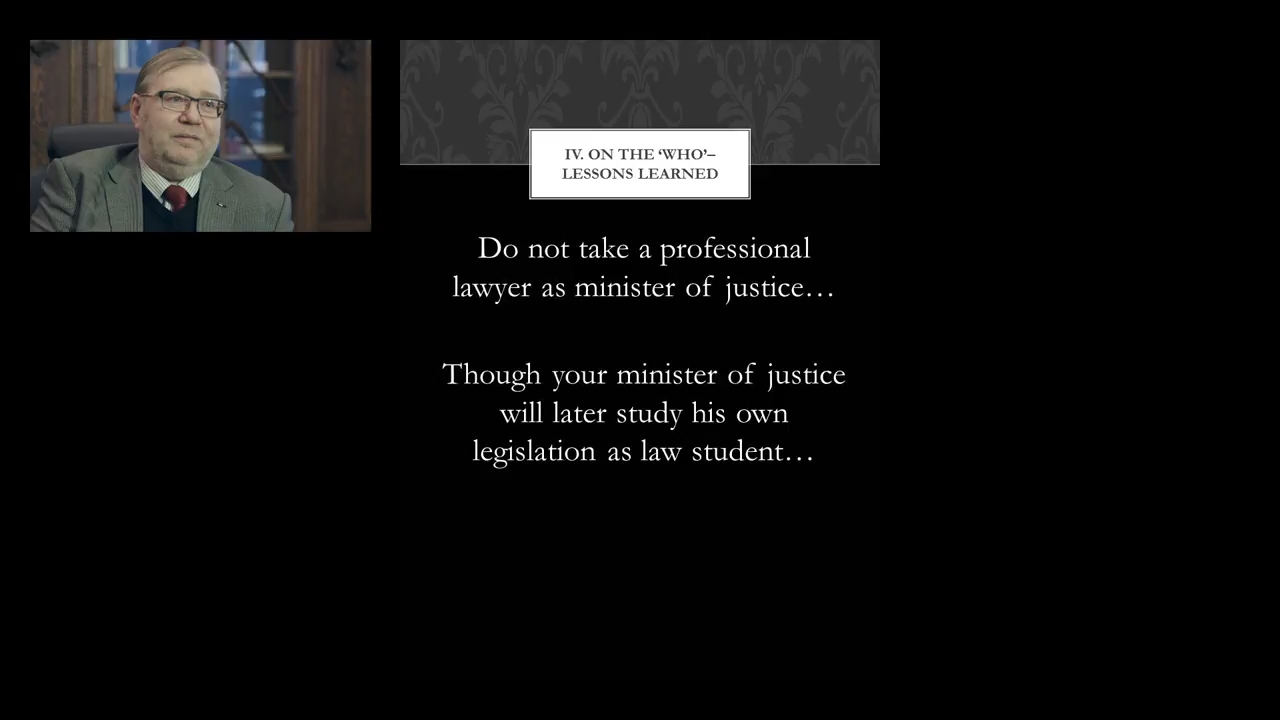 IV. ON THE ‘WHO’–
LESSONS LEARNED
Do not take a professional
lawyer as minister of justice…
Though your minister of justice
will later study his own
legislation as law student…